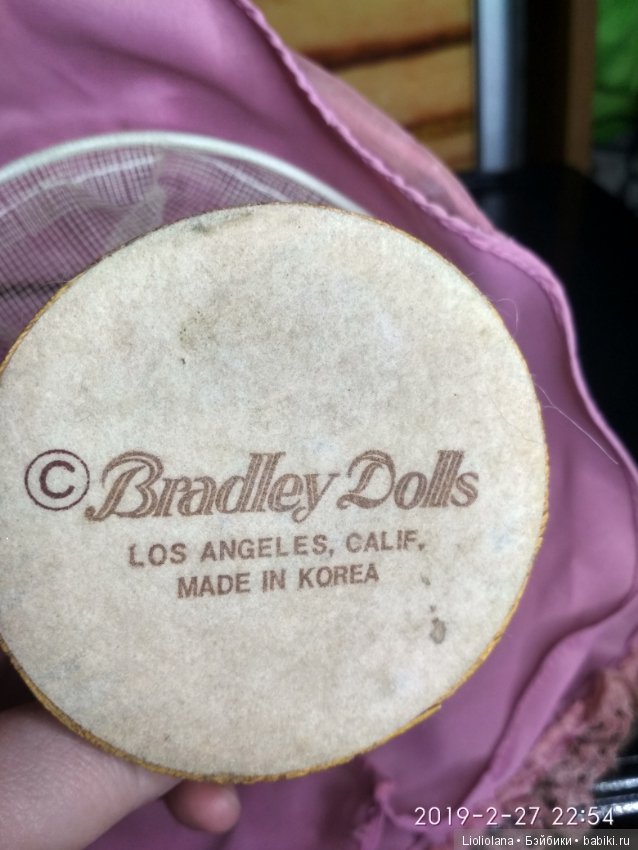 © Bradley Dolls
LOS ANGELES, CALIF.
MADE IN KOREA
2019-2-27 22:54
Lioliolana • Бэйбики • babiki.ru